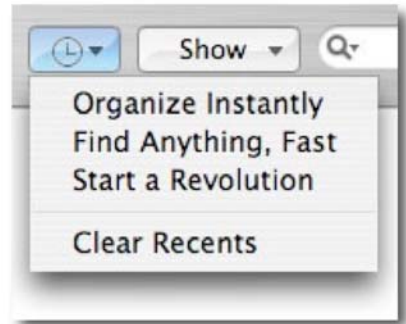 Show
Organize Instantly
Find Anything, Fast
Start a Revolution
Clear Recents